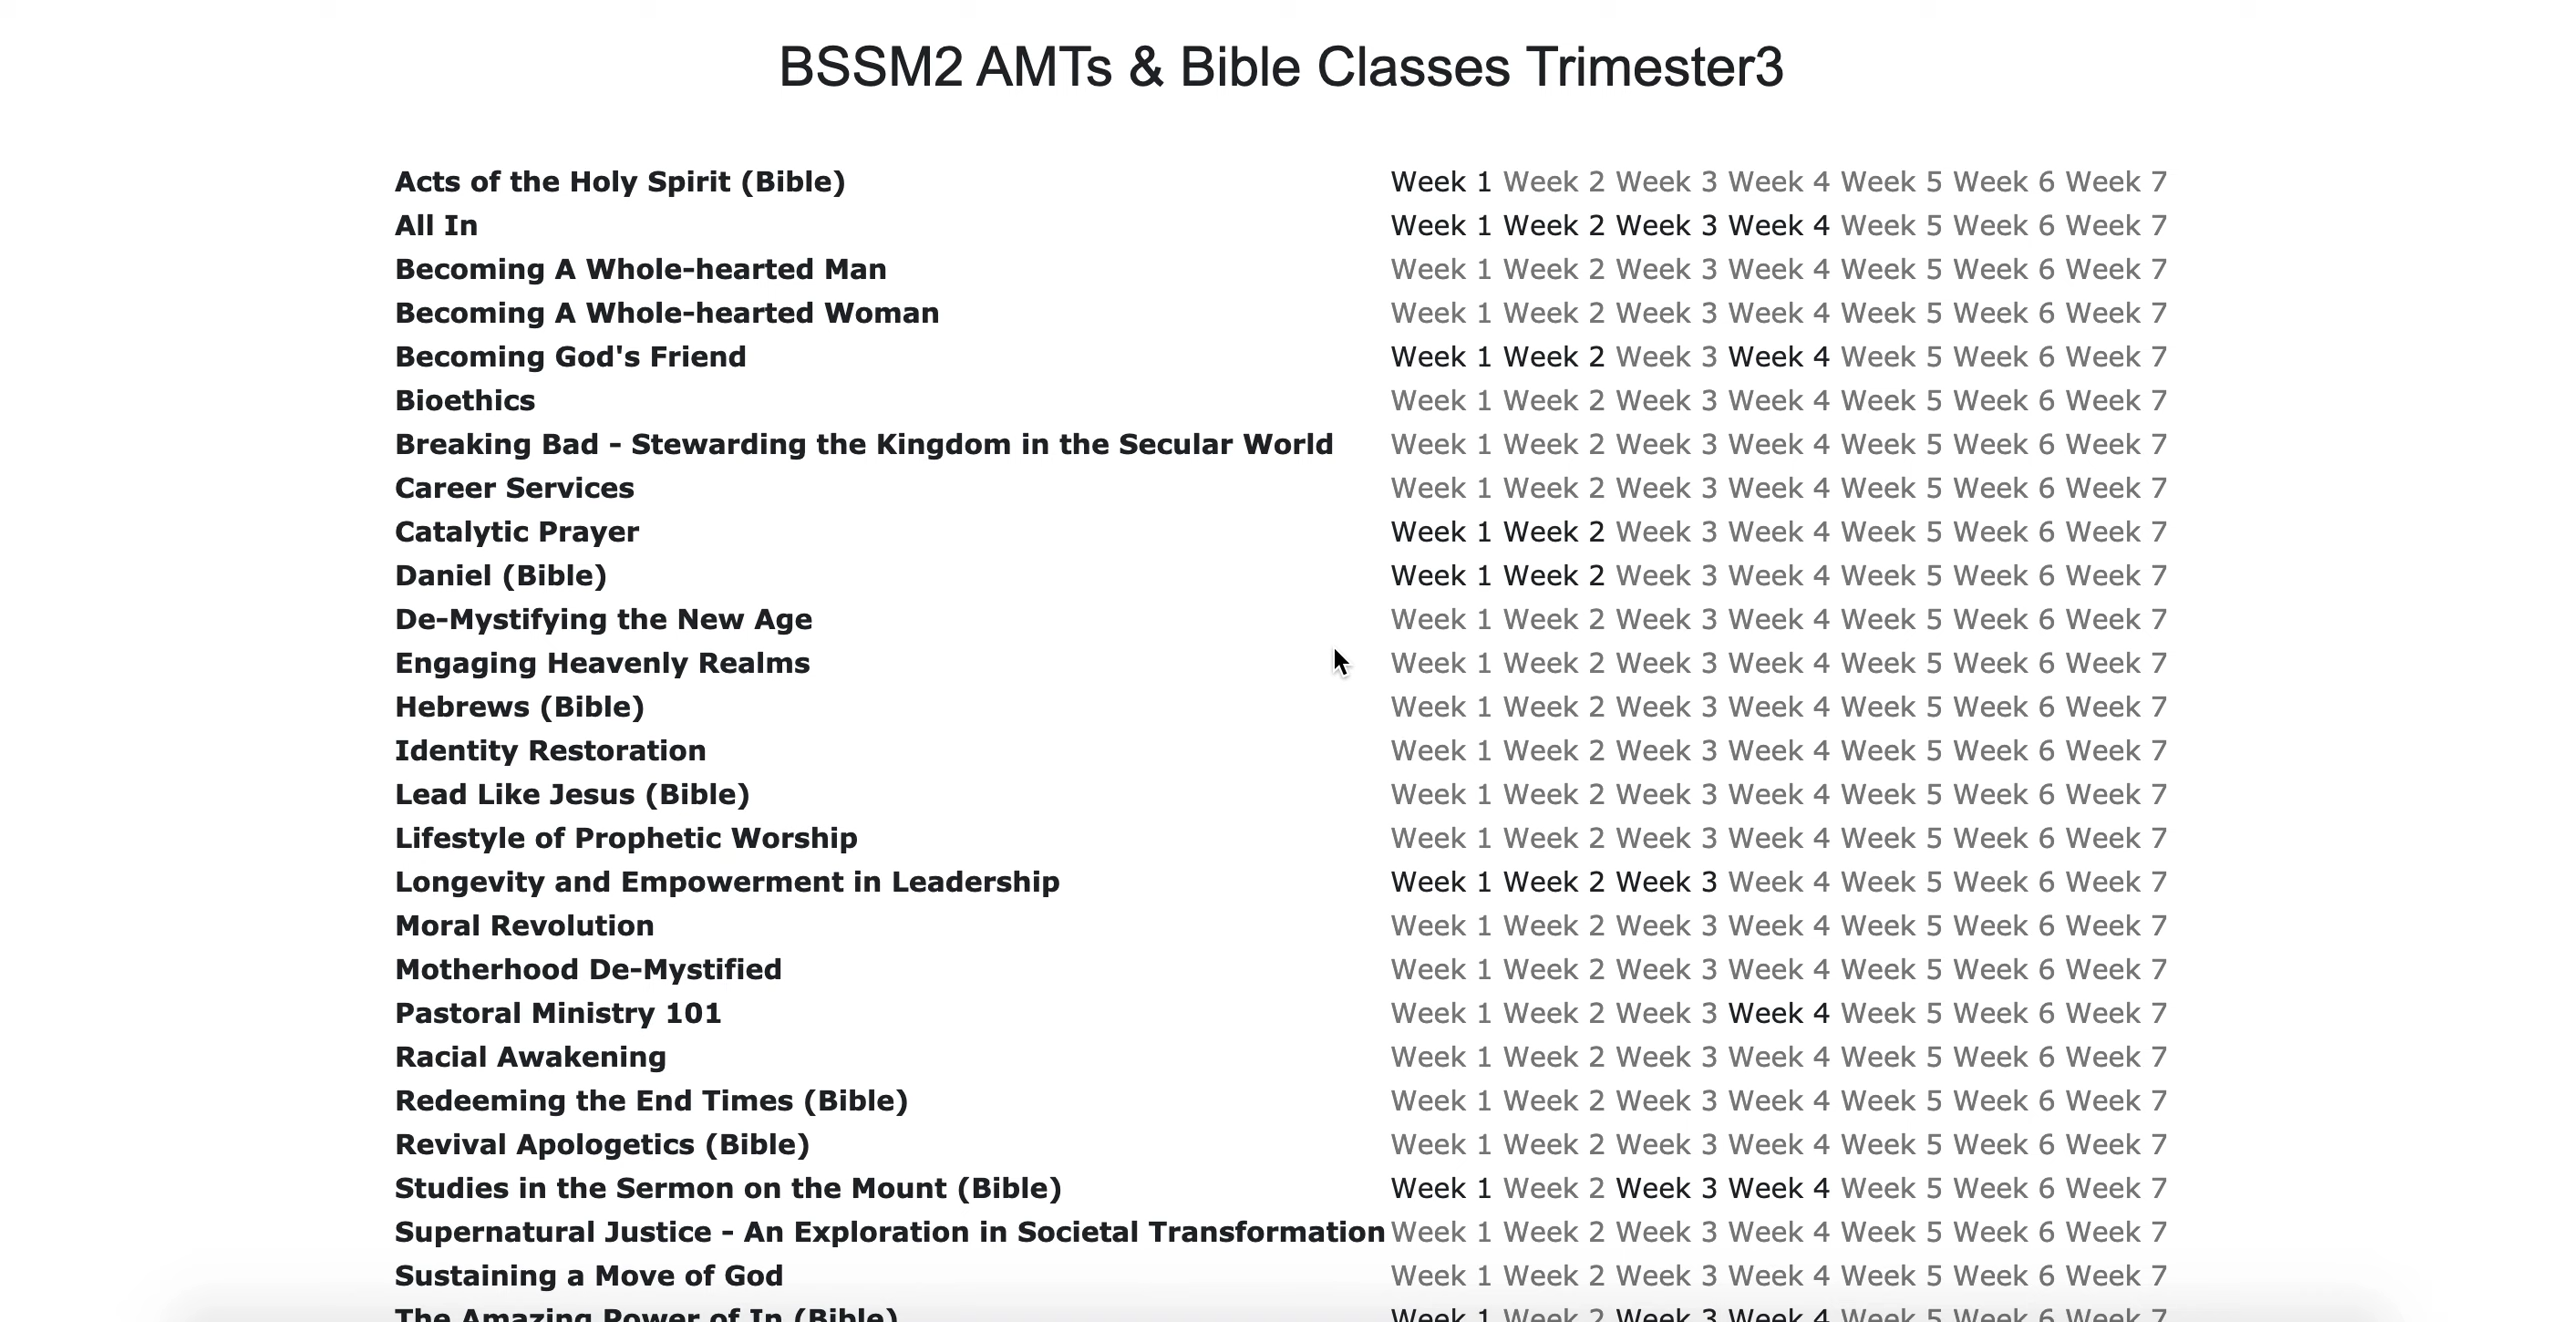 BSSM2 AMTs & Bible Classes Trimester3
Acts of the Holy Spirit (Bible) Week 1 Week 2 Week 3 Week 4 Week 5 Week 6 Week 7
All In Week 1 Week 2 Week 3 Week 4 Week 5 Week 6 Week 7
Becoming A Whole-hearted Man Week 1 Week 2 Week 3 Week 4 Week 5 Week 6 Week 7
Becoming A Whole-hearted Woman Week 1 Week 2 Week 3 Week 4 Week 5 Week 6 Week 7
Becoming God's Friend Week 1 Week 2 Week 3 Week 4 Week 5 Week 6 Week 7
Bioethics Week 1 Week 2 Week 3 Week 4 Week 5 Week 6 Week 7
Breaking Bad - Stewarding the Kingdom in the Secular World Week 1 Week 2 Week 3 Week 4 Week 5 Week 6 Week 7
Career Services Week 1 Week 2 Week 3 Week 4 Week 5 Week 6 Week 7
Catalytic Prayer Week 1 Week 2 Week 3 Week 4 Week 5 Week 6 Week 7
Daniel (Bible) Week 1 Week 2 Week 3 Week 4 Week 5 Week 6 Week 7
De-Mystifying the New Age Week 1 Week 2 Week 3 Week 4 Week 5 Week 6 Week 7
Engaging Heavenly Realms Week 1 Week 2 Week 3 Week 4 Week 5 Week 6 Week 7
Hebrews (Bible) Week 1 Week 2 Week 3 Week 4 Week 5 Week 6 Week 7
Identity Restoration Week 1 Week 2 Week 3 Week 4 Week 5 Week 6 Week 7
Lead Like Jesus (Bible) Week 1 Week 2 Week 3 Week 4 Week 5 Week 6 Week 7
Lifestyle of Prophetic Worship Week 1 Week 2 Week 3 Week 4 Week 5 Week 6 Week 7
Longevity and Empowerment in Leadership Week 1 Week 2 Week 3 Week 4 Week 5 Week 6 Week 7
Moral Revolution Week 1 Week 2 Week 3 Week 4 Week 5 Week 6 Week 7
Motherhood De-Mystified Week 1 Week 2 Week 3 Week 4 Week 5 Week 6 Week 7
Pastoral Ministry 101 Week 1 Week 2 Week 3 Week 4 Week 5 Week 6 Week 7
Racial Awakening Week 1 Week 2 Week 3 Week 4 Week 5 Week 6 Week 7
Redeeming the End Times (Bible) Week 1 Week 2 Week 3 Week 4 Week 5 Week 6 Week 7
Revival Apologetics (Bible) Week 1 Week 2 Week 3 Week 4 Week 5 Week 6 Week 7
Studies in the Sermon on the Mount (Bible) Week 1 Week 2 Week 3 Week 4 Week 5 Week 6 Week 7
Supernatural Justice - An Exploration in Societal Transformation Week 1 Week 2 Week 3 Week 4 Week 5 Week 6 Week 7
Sustaining a Move of God Week 1 Week 2 Week 3 Week 4 Week 5 Week 6 Week 7
The Amazing Power of In (Bible) Week 1 Week 2 Week 3 Week 4 Week 5 Week 6 Week 7